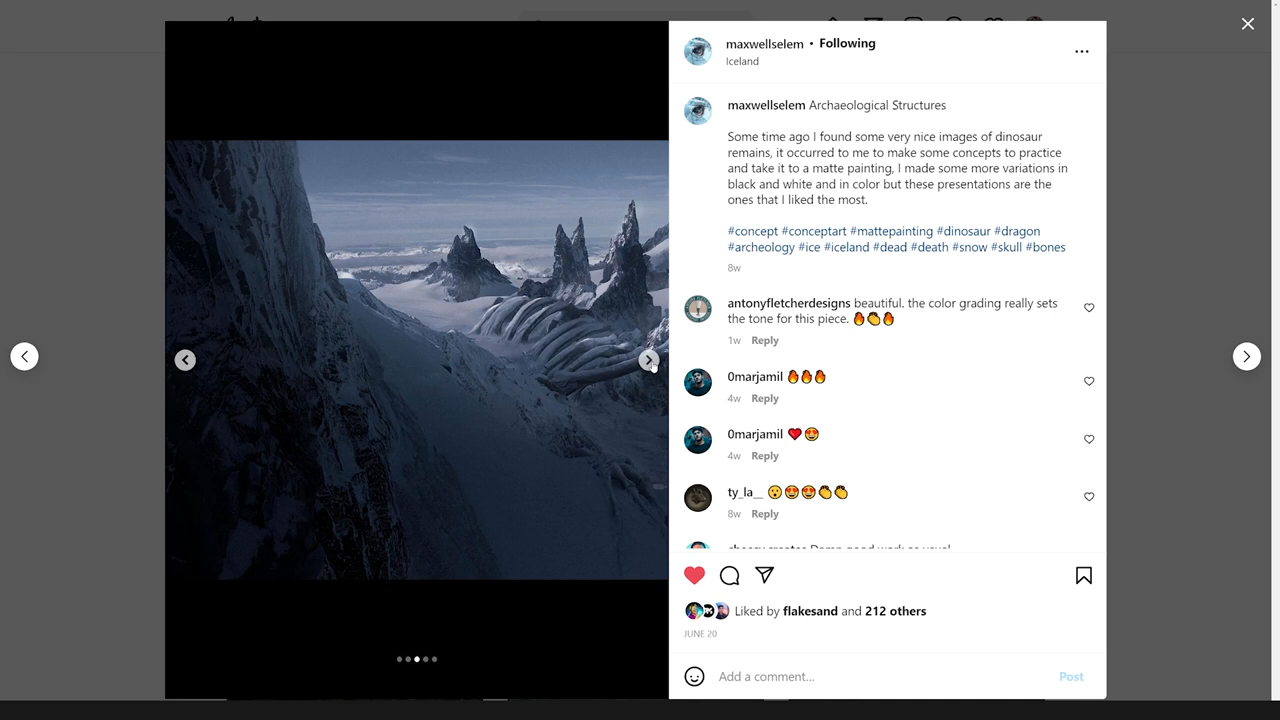 maxwellselem • Following
Iceland
maxwellselem Archaeological Structures
Some time ago I found some very nice images of dinosaur
remains, it occurred to me to make some concepts to practice
and take it to a matte painting, I made some more variations in
black and white and in color but these presentations are the
ones that I liked the most.
#concept #conceptart #mattepainting #dinosaur #dragon
#archeology #ice #iceland #dead #death #snow #skull #bones
8w
antonyfletcherdesigns beautiful. the color grading really sets
the tone for this piece. 🔥👏🔥
1w Reply
0marjamil 🔥🔥🔥
4w Reply
0marjamil ❤️😍
4w Reply
ty_la__ 😮😍😍👏👏
8w Reply
Liked by flakesand and 212 others
JUNE 20
Add a comment...
Post